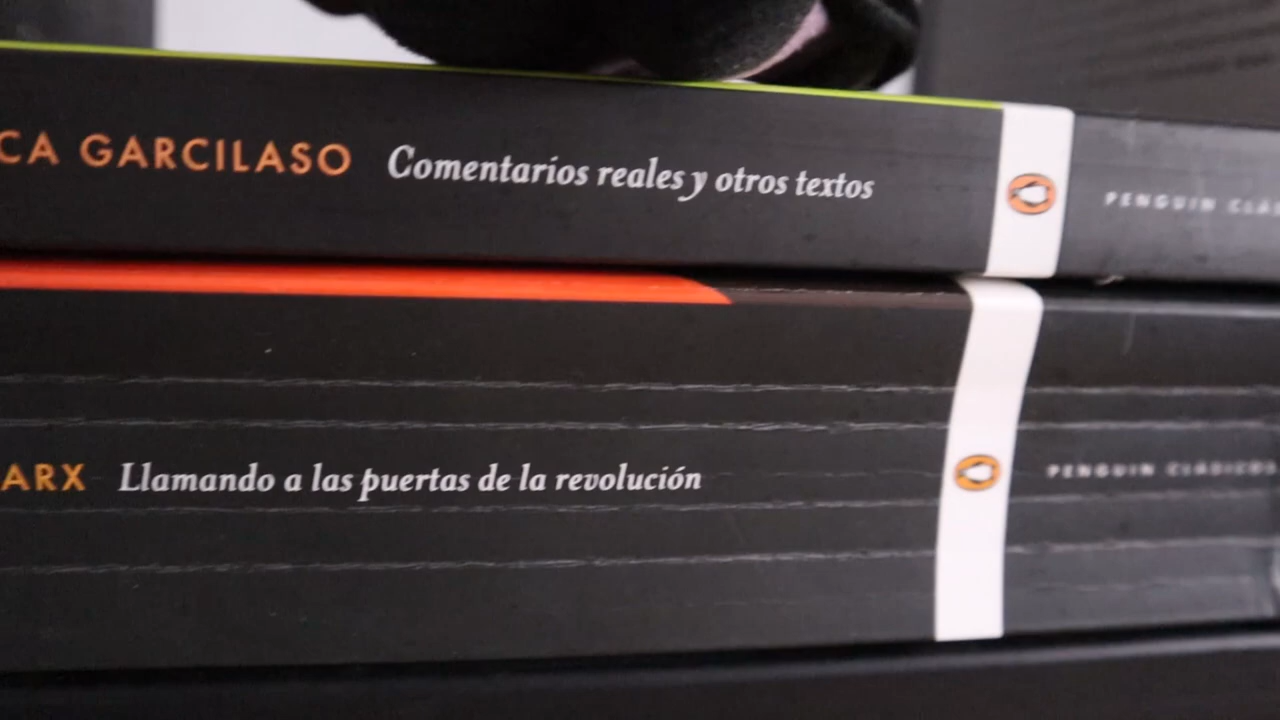 CA GARCILASO Comentarios reales y otros textos PENGUIN CLÁ
ARX Llamando a las puertas de la revolución PENGUIN CLÁSICOS